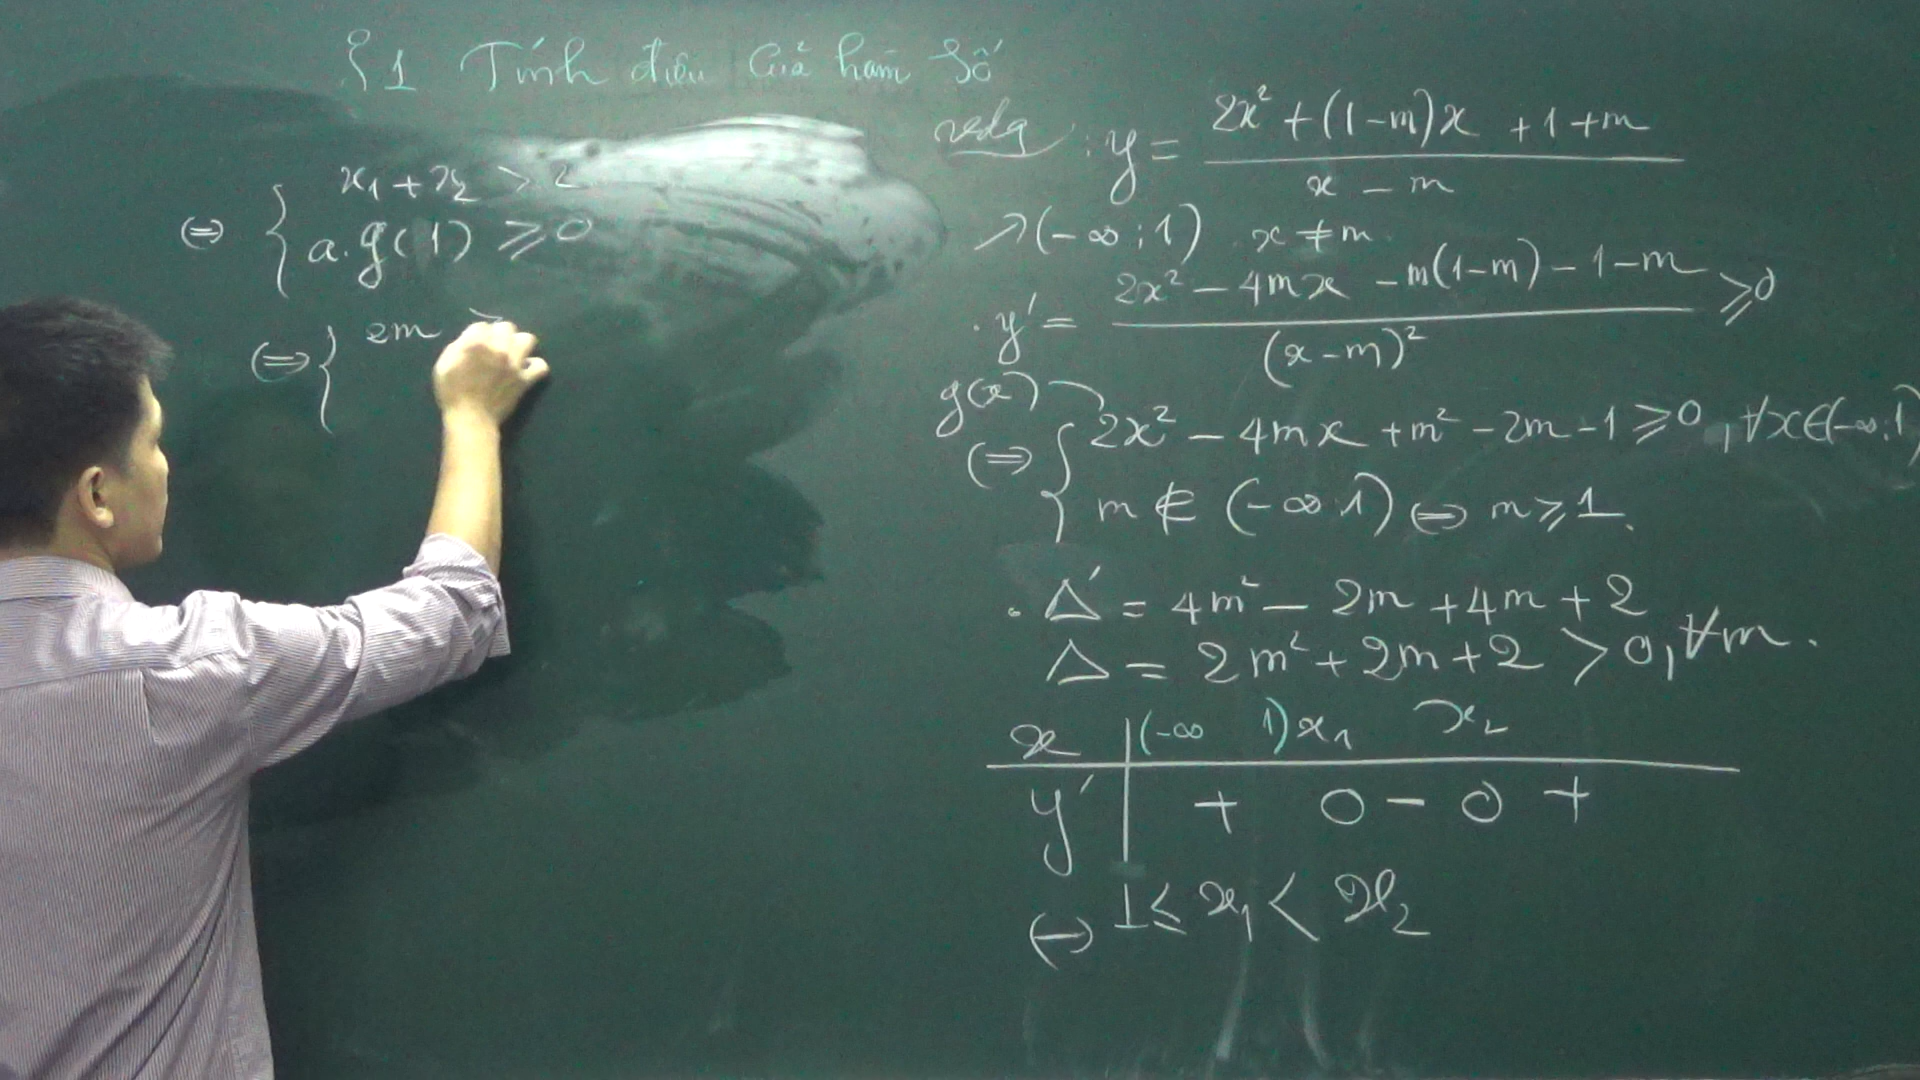 §1 Tính điệu của hàm số
⇔ { x₁ + x₂ > 2
a.g(1) ⩾ 0
⇔ { 2m >
: y = (2x² + (1-m)x + 1+m) / (x - m)
↗ (-∞; 1) x ≠ m
. y' = (2x² - 4mx - m(1-m) - 1-m) / (x-m)² ⩾ 0
g(x)
⇔ { 2x² - 4mx + m² - 2m - 1 ⩾ 0, ∀x∈(-∞;1)
m ∉ (-∞;1) ⇔ m ⩾ 1.
. Δ' = 4m² - 2m + 4m + 2
Δ = 2m² + 2m + 2 > 0, ∀m.
x | (-∞ 1) x₁ x₂
y' | + 0 - 0 +
⇔ 1 ≤ x₁ < x₂